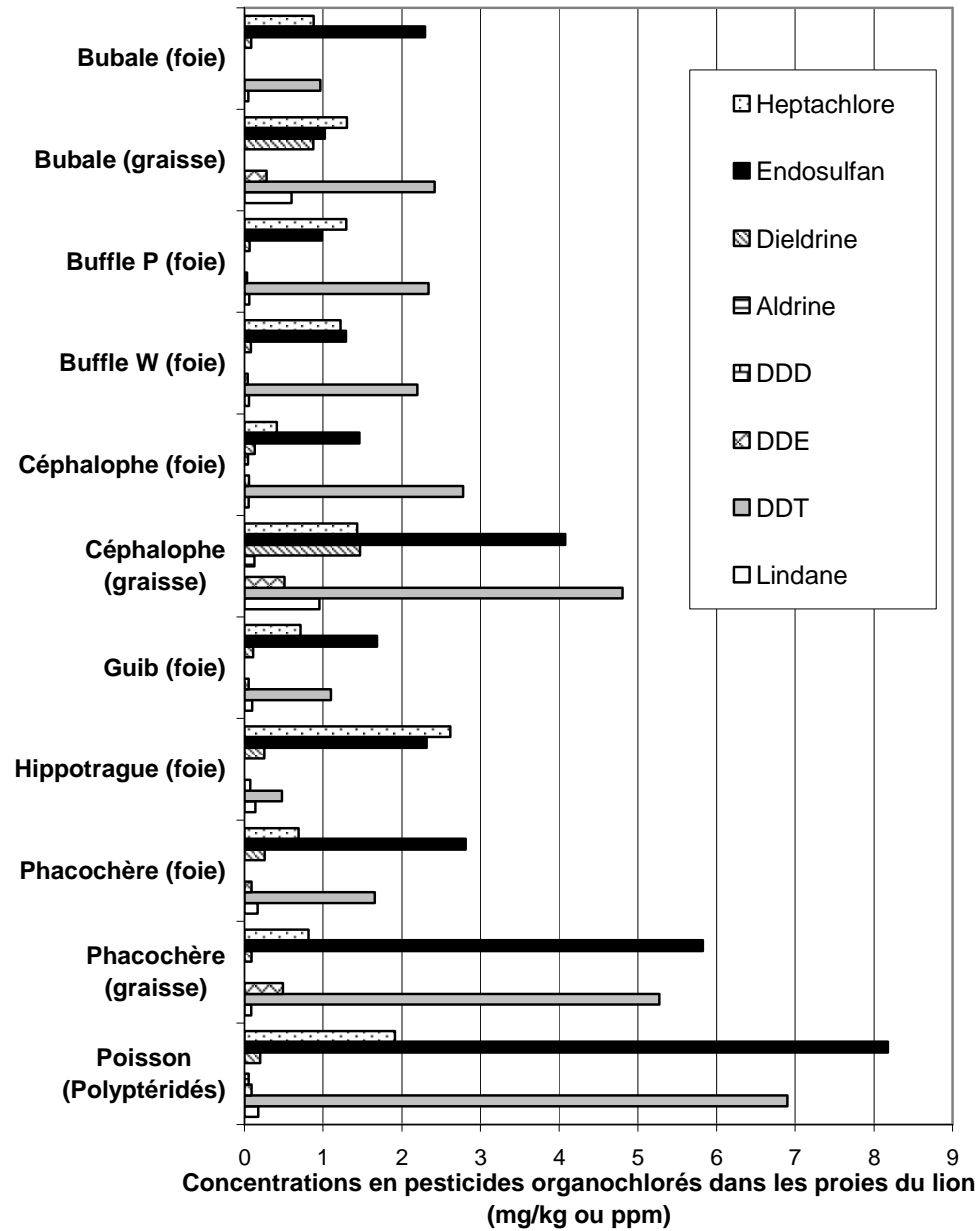 Bubale (foie)
Bubale (graisse)
Buffle P (foie)
Buffle W (foie)
Céphalophe (foie)
Céphalophe
(graisse)
Guib (foie)
Hippotrague (foie)
Phacochère (foie)
Phacochère
(graisse)
Poisson
(Polyptéridés)
Heptachlore
Endosulfan
Dieldrine
Aldrine
DDD
DDE
DDT
Lindane
0 1 2 3 4 5 6 7 8 9
Concentrations en pesticides organochlorés dans les proies du lion
(mg/kg ou ppm)